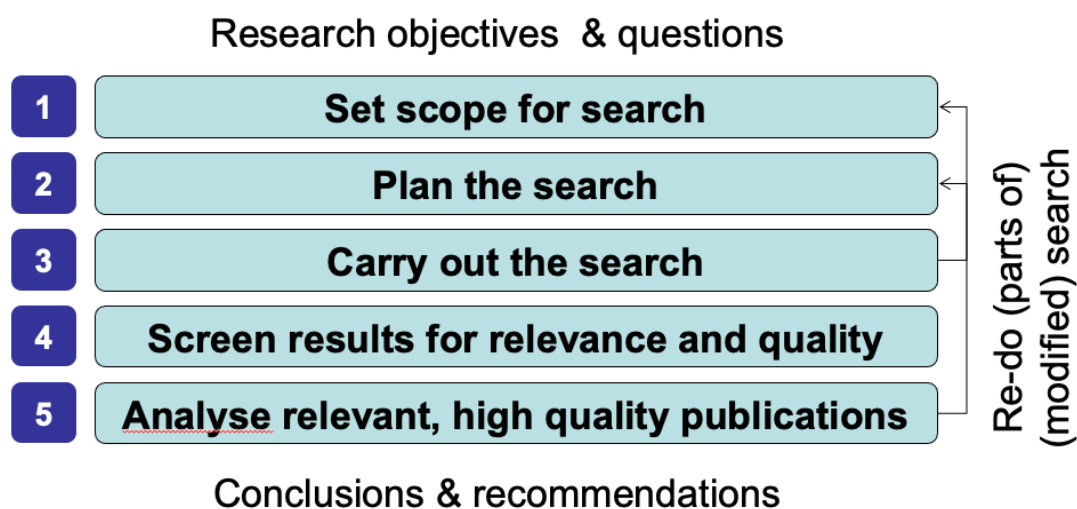 Research objectives  & questions
1
Set scope for search
2
Plan the search
3
Carry out the search
4
Screen results for relevance and quality
5
Analyse relevant, high quality publications
Re-do (parts of)
(modified) search
Conclusions & recommendations